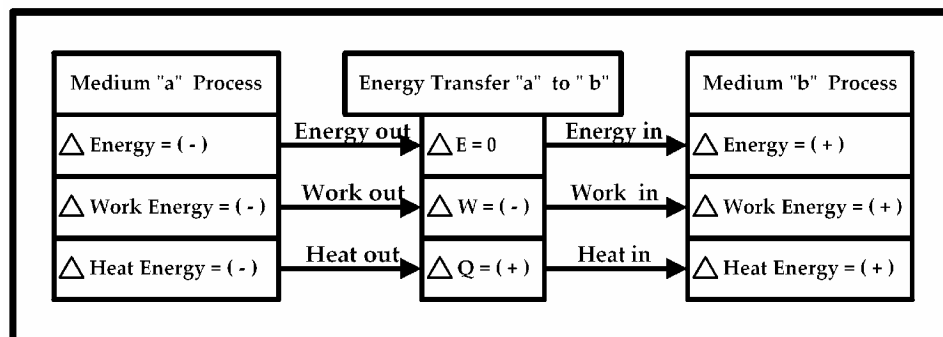 Medium "a" Process
Energy Transfer "a" to " b"
Medium "b" Process
△ Energy = ( - )
Energy out
△ E = 0
Energy in
△ Energy = ( + )
△ Work Energy = ( - )
Work out
△ W = ( - )
Work in
△ Work Energy = ( + )
△ Heat Energy = ( - )
Heat out
△ Q = ( + )
Heat in
△ Heat Energy = ( + )